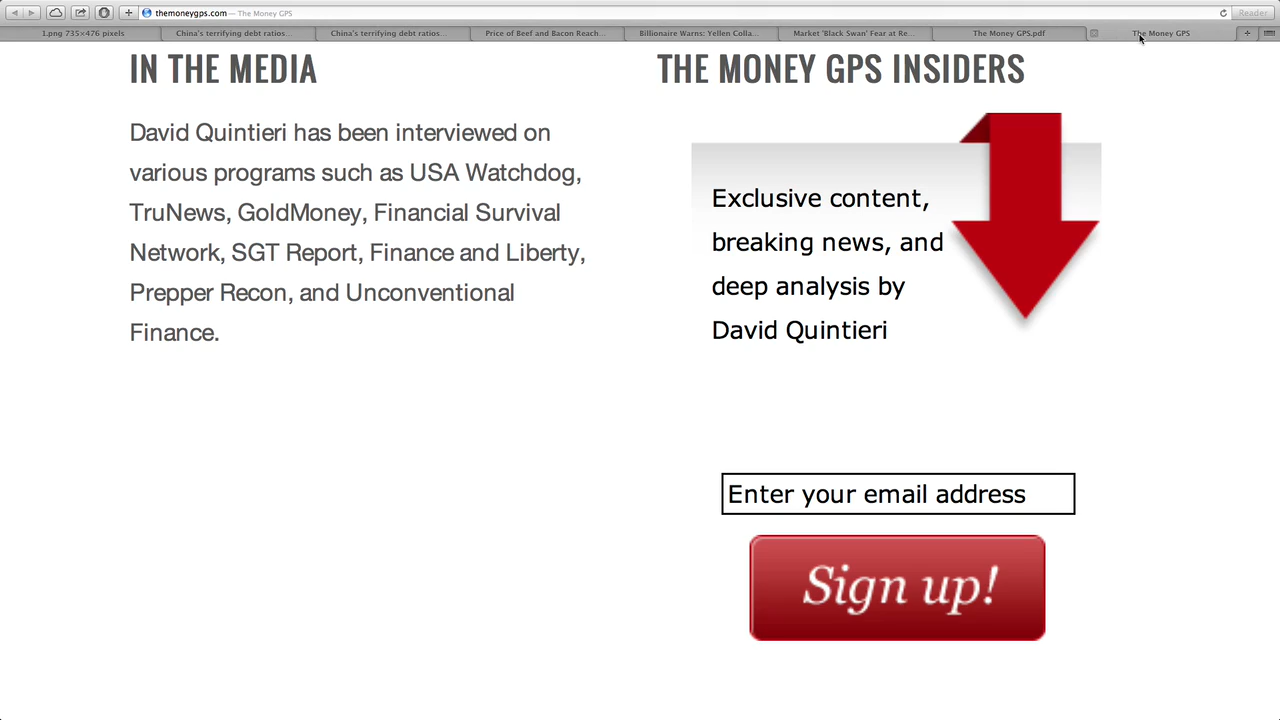 themoneygps.com — The Money GPS
Reader
1.png 735×476 pixels
China's terrifying debt ratios...
China's terrifying debt ratios...
Price of Beef and Bacon Reach...
Billionaire Warns: Yellen Colla...
Market 'Black Swan' Fear at Re...
The Money GPS.pdf
The Money GPS
IN THE MEDIA
David Quintieri has been interviewed on
various programs such as USA Watchdog,
TruNews, GoldMoney, Financial Survival
Network, SGT Report, Finance and Liberty,
Prepper Recon, and Unconventional
Finance.
THE MONEY GPS INSIDERS
Exclusive content,
breaking news, and
deep analysis by
David Quintieri
Enter your email address
Sign up!